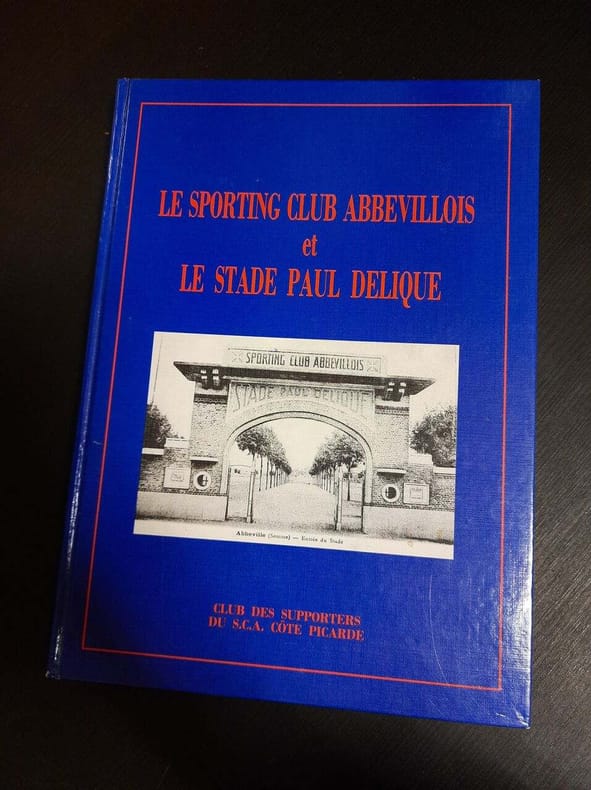 LE SPORTING CLUB ABBEVILLOIS
et
LE STADE PAUL DELIQUE
SPORTING CLUB ABBEVILLOIS
STADE PAUL DELIQUE
Abbeville (Somme) — Entrée du Stade
CLUB DES SUPPORTERS
DU S.C.A. CÔTE PICARDE